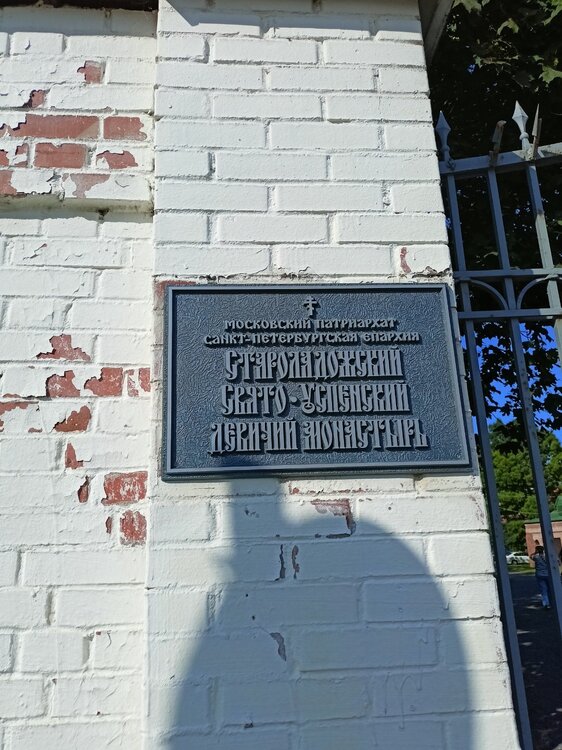 МОСКОВСКИЙ ПАТРИАРХАТ
САНКТ-ПЕТЕРБУРГСКАЯ ЕПАРХИЯ
СТАРОЛАДОЖСКИЙ
СВЯТО-УСПЕНСКИЙ
ДЕВИЧИЙ МОНАСТЫРЬ